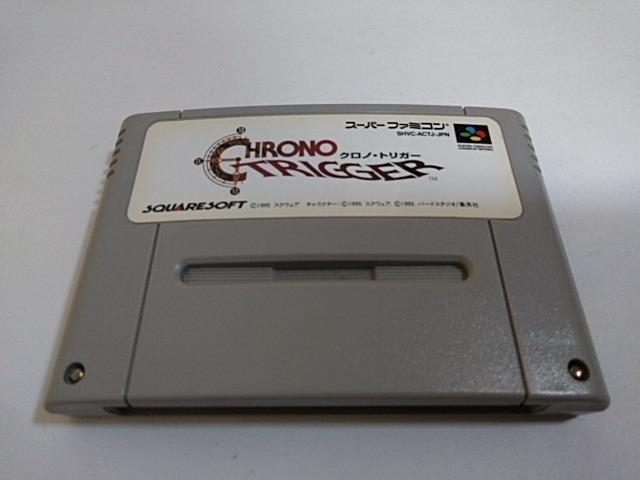 スーパーファミコン
SHVC-ACTJ-JPN
CHRONO
クロノ・トリガー
TRIGGER
TM
SQUARESOFT
©1995 スクウェア キャラクター:©1995 スクウェア, ©1995 バードスタジオ/集英社